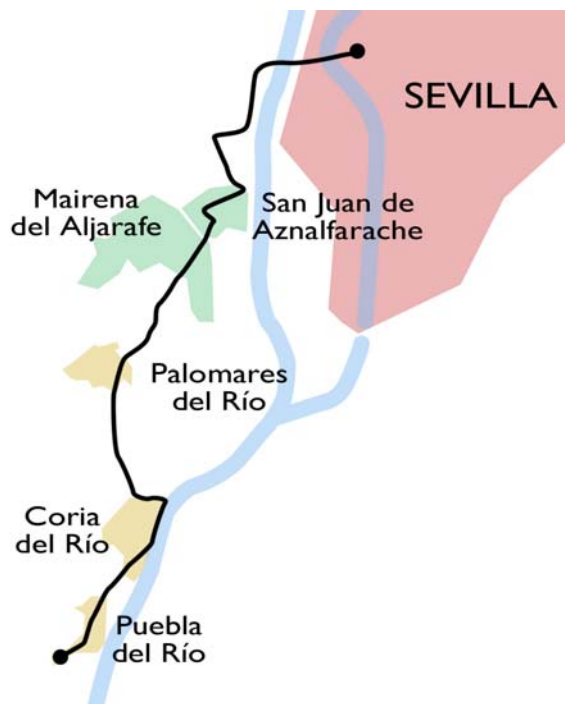 SEVILLA
Mairena
del Aljarafe
San Juan de
Aznalfarache
Palomares
del Río
Coria
del Río
Puebla
del Río